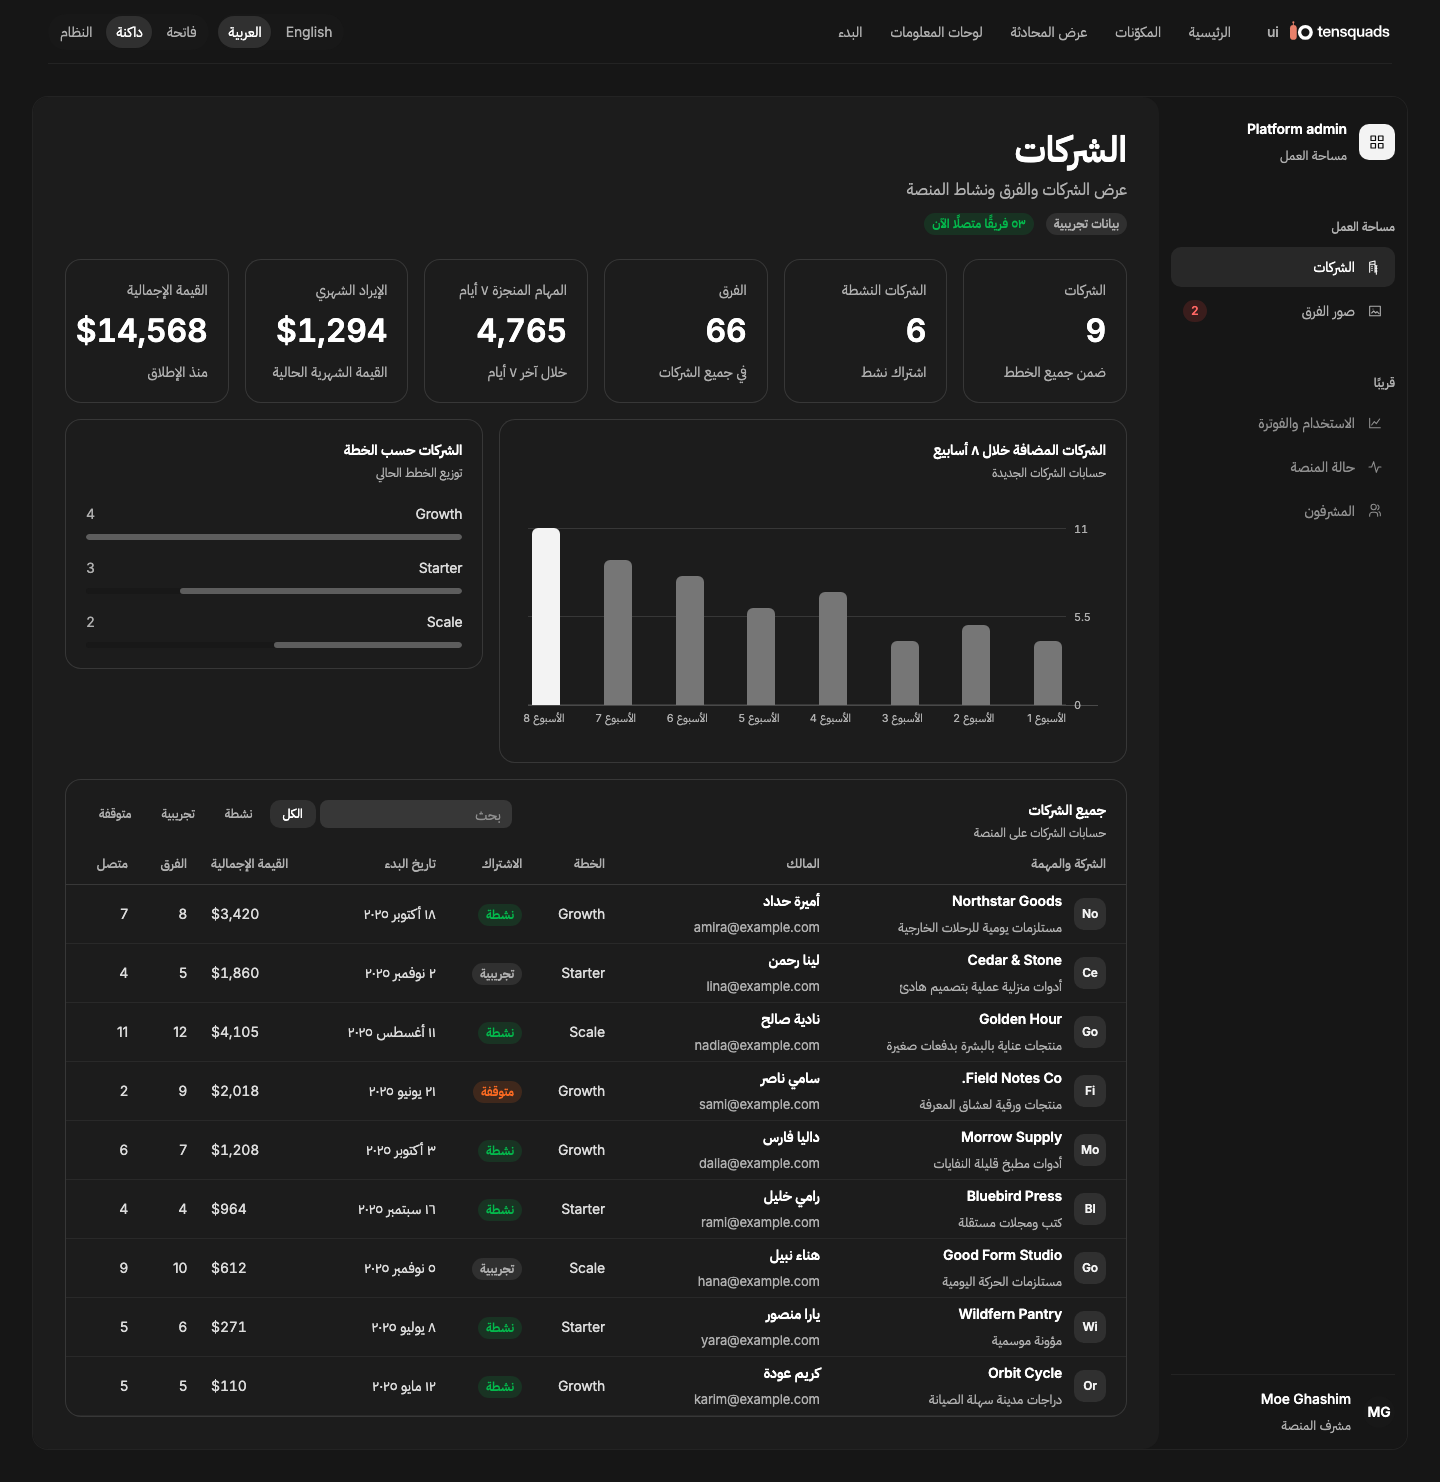 tensquads ui
الرئيسية
المكوّنات
عرض المحادثة
لوحات المعلومات
البدء
English
العربية
فاتحة
داكنة
النظام
Platform admin
مساحة العمل
مساحة العمل
الشركات
صور الفرق 2
قريبًا
الاستخدام والفوترة
حالة المنصة
المشرفون
Moe Ghashim
MG
مشرف المنصة
الشركات
عرض الشركات والفرق ونشاط المنصة
بيانات تجريبية
٥٣ فريقًا متصلًا الآن
الشركات
9
ضمن جميع الخطط
الشركات النشطة
6
اشتراك نشط
الفرق
66
في جميع الشركات
المهام المنجزة ٧ أيام
4,765
خلال آخر ٧ أيام
الإيراد الشهري
$1,294
القيمة الشهرية الحالية
القيمة الإجمالية
$14,568
منذ الإطلاق
الشركات المضافة خلال ٨ أسابيع
حسابات الشركات الجديدة
11
5.5
0
الأسبوع 1
الأسبوع 2
الأسبوع 3
الأسبوع 4
الأسبوع 5
الأسبوع 6
الأسبوع 7
الأسبوع 8
الشركات حسب الخطة
توزيع الخطط الحالي
Growth 4
Starter 3
Scale 2
جميع الشركات
حسابات الشركات على المنصة
بحث
الكل
نشطة
تجريبية
متوقفة
الشركة والمهمة المالك الخطة الاشتراك تاريخ البدء القيمة الإجمالية الفرق متصل
No Northstar Goods أميرة حداد
مستلزمات يومية للرحلات الخارجية amira@example.com
Growth نشطة ١٨ أكتوبر ٢٠٢٥ $3,420 8 7
Ce Cedar & Stone لينا رحمن
أدوات منزلية عملية بتصميم هادئ lina@example.com
Starter تجريبية ٢ نوفمبر ٢٠٢٥ $1,860 5 4
Go Golden Hour نادية صالح
منتجات عناية بالبشرة بدفعات صغيرة nadia@example.com
Scale نشطة ١١ أغسطس ٢٠٢٥ $4,105 12 11
Fi .Field Notes Co سامي ناصر
منتجات ورقية لعشاق المعرفة sami@example.com
Growth متوقفة ٢١ يونيو ٢٠٢٥ $2,018 9 2
Mo Morrow Supply داليا فارس
أدوات مطبخ قليلة النفايات dalia@example.com
Growth نشطة ٣ أكتوبر ٢٠٢٥ $1,208 7 6
Bl Bluebird Press رامي خليل
كتب ومجلات مستقلة rami@example.com
Starter نشطة ١٦ سبتمبر ٢٠٢٥ $964 4 4
Go Good Form Studio هناء نبيل
مستلزمات الحركة اليومية hana@example.com
Scale تجريبية ٥ نوفمبر ٢٠٢٥ $612 10 9
Wi Wildfern Pantry يارا منصور
مؤونة موسمية yara@example.com
Starter نشطة ٨ يوليو ٢٠٢٥ $271 6 5
Or Orbit Cycle كريم عودة
دراجات مدينة سهلة الصيانة karim@example.com
Growth نشطة ١٢ مايو ٢٠٢٥ $110 5 5